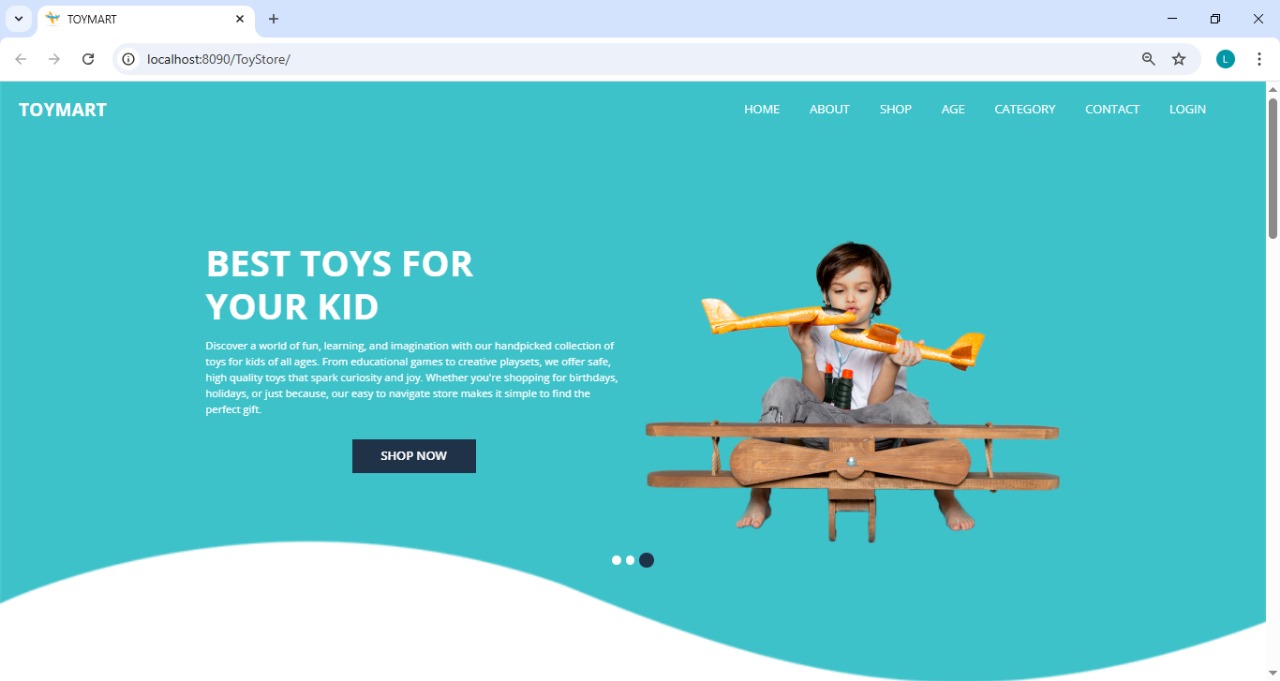 TOYMART
localhost:8090/ToyStore/
L
TOYMART
HOME ABOUT SHOP AGE CATEGORY CONTACT LOGIN
BEST TOYS FOR
YOUR KID
Discover a world of fun, learning, and imagination with our handpicked collection of
toys for kids of all ages. From educational games to creative playsets, we offer safe,
high quality toys that spark curiosity and joy. Whether you're shopping for birthdays,
holidays, or just because, our easy to navigate store makes it simple to find the
perfect gift.
SHOP NOW